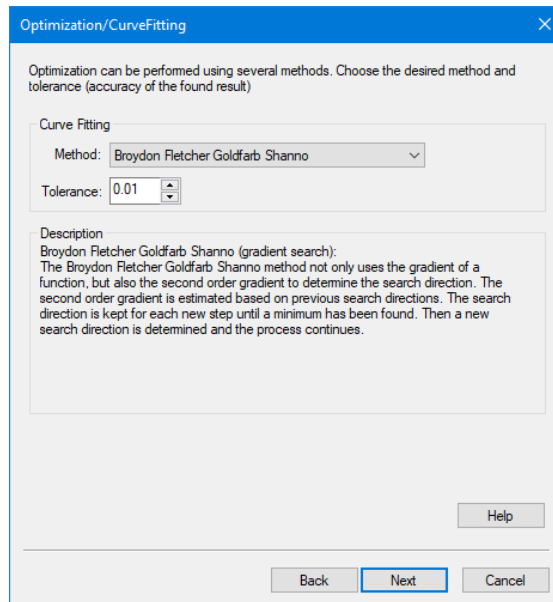 Optimization/CurveFitting
Optimization can be performed using several methods. Choose the desired method and
tolerance (accuracy of the found result)
Curve Fitting
Method: Broydon Fletcher Goldfarb Shanno
Tolerance: 0.01
Description
Broydon Fletcher Goldfarb Shanno (gradient search):
The Broydon Fletcher Goldfarb Shanno method not only uses the gradient of a
function, but also the second order gradient to determine the search direction. The
second order gradient is estimated based on previous search directions. The search
direction is kept for each new step until a minimum has been found. Then a new
search direction is determined and the process continues.
Help
Back Next Cancel